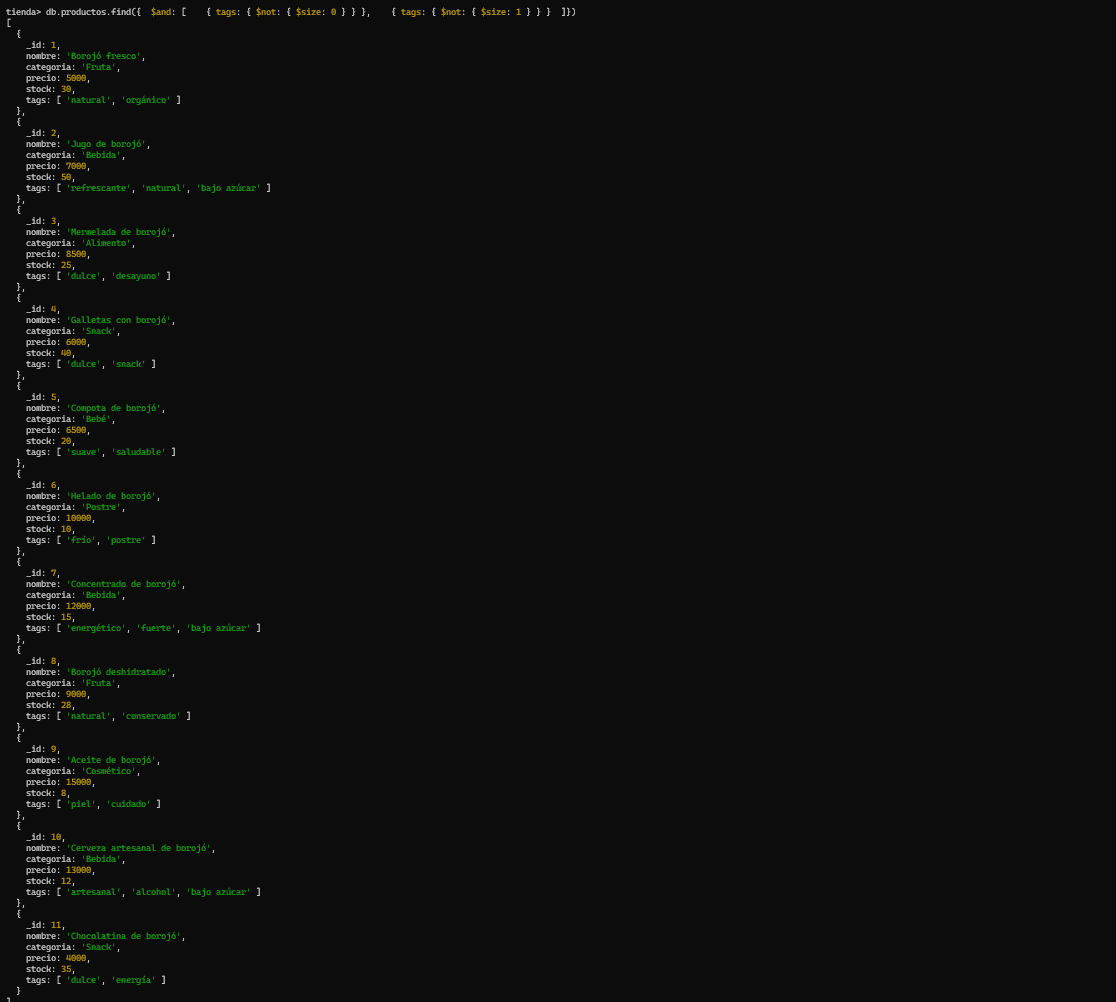 tienda> db.productos.find({  $and: [    { tags: { $not: { $size: 0 } } },    { tags: { $not: { $size: 1 } } }  ]})
[
  {
    _id: 1,
    nombre: 'Borojó fresco',
    categoria: 'Fruta',
    precio: 5000,
    stock: 30,
    tags: [ 'natural', 'orgánico' ]
  },
  {
    _id: 2,
    nombre: 'Jugo de borojó',
    categoria: 'Bebida',
    precio: 7000,
    stock: 50,
    tags: [ 'refrescante', 'natural', 'bajo azúcar' ]
  },
  {
    _id: 3,
    nombre: 'Mermelada de borojó',
    categoria: 'Alimento',
    precio: 8500,
    stock: 25,
    tags: [ 'dulce', 'desayuno' ]
  },
  {
    _id: 4,
    nombre: 'Galletas con borojó',
    categoria: 'Snack',
    precio: 6000,
    stock: 40,
    tags: [ 'dulce', 'snack' ]
  },
  {
    _id: 5,
    nombre: 'Compota de borojó',
    categoria: 'Bebé',
    precio: 6500,
    stock: 20,
    tags: [ 'suave', 'saludable' ]
  },
  {
    _id: 6,
    nombre: 'Helado de borojó',
    categoria: 'Postre',
    precio: 10000,
    stock: 10,
    tags: [ 'frío', 'postre' ]
  },
  {
    _id: 7,
    nombre: 'Concentrado de borojó',
    categoria: 'Bebida',
    precio: 12000,
    stock: 15,
    tags: [ 'energético', 'fuerte', 'bajo azúcar' ]
  },
  {
    _id: 8,
    nombre: 'Borojó deshidratado',
    categoria: 'Fruta',
    precio: 9000,
    stock: 28,
    tags: [ 'natural', 'conservado' ]
  },
  {
    _id: 9,
    nombre: 'Aceite de borojó',
    categoria: 'Cosmético',
    precio: 15000,
    stock: 8,
    tags: [ 'piel', 'cuidado' ]
  },
  {
    _id: 10,
    nombre: 'Cerveza artesanal de borojó',
    categoria: 'Bebida',
    precio: 13000,
    stock: 12,
    tags: [ 'artesanal', 'alcohol', 'bajo azúcar' ]
  },
  {
    _id: 11,
    nombre: 'Chocolatina de borojó',
    categoria: 'Snack',
    precio: 4000,
    stock: 35,
    tags: [ 'dulce', 'energía' ]
  }
]